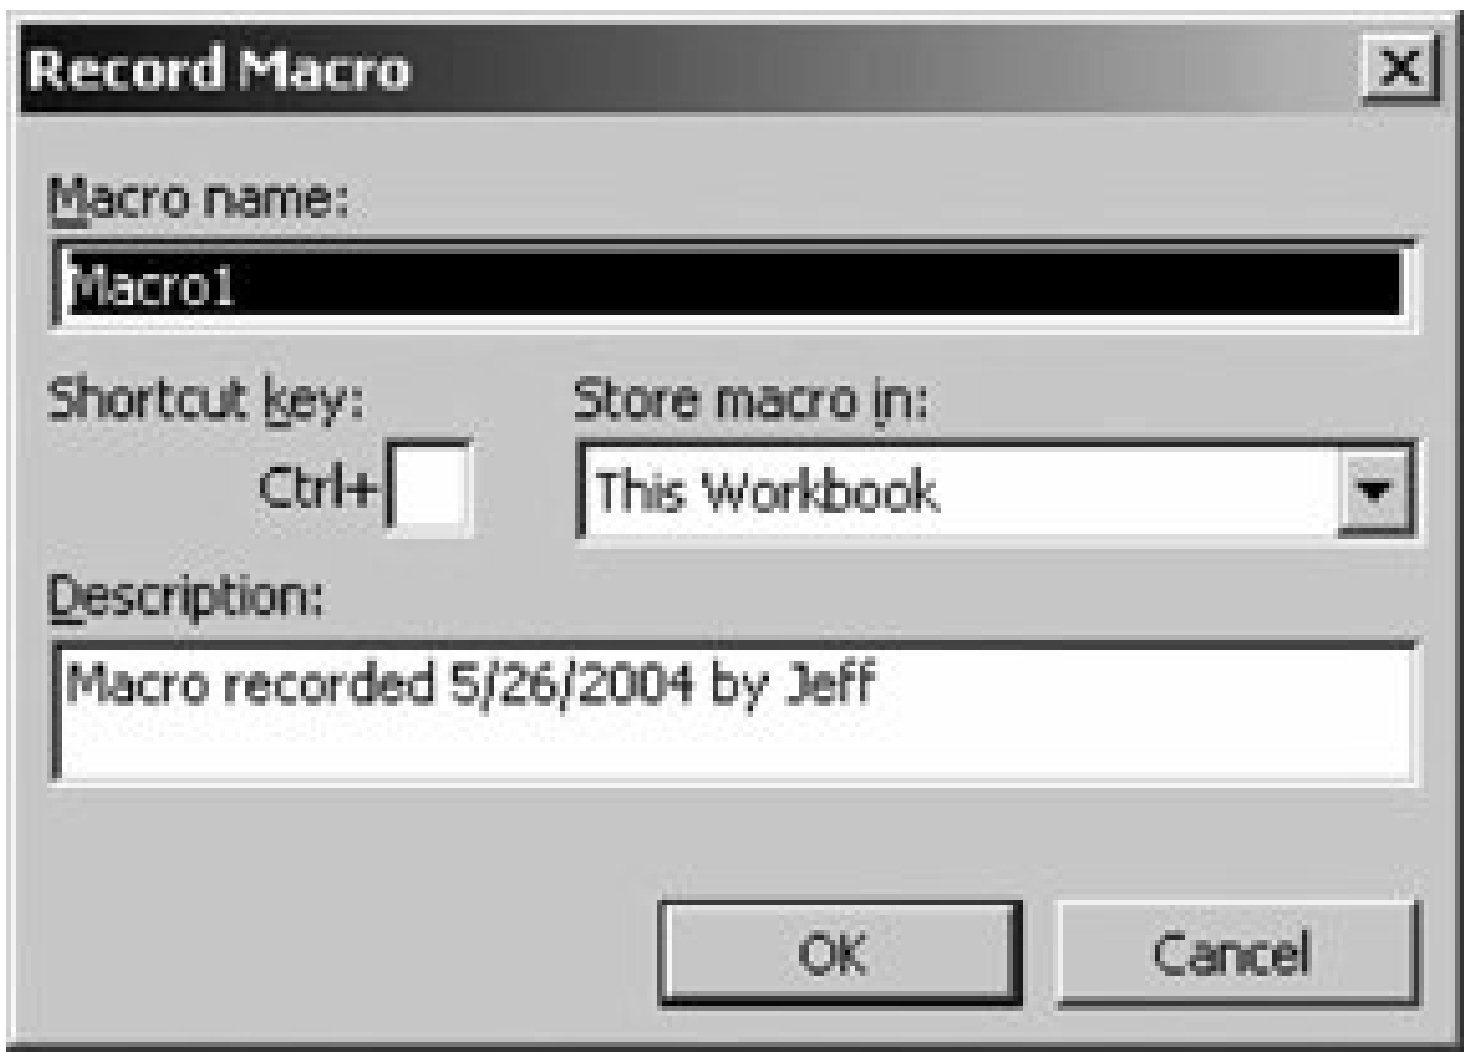 Record Macro
Macro name:
Macro1
Shortcut key: Store macro in:
Ctrl+ This Workbook
Description:
Macro recorded 5/26/2004 by Jeff
OK Cancel